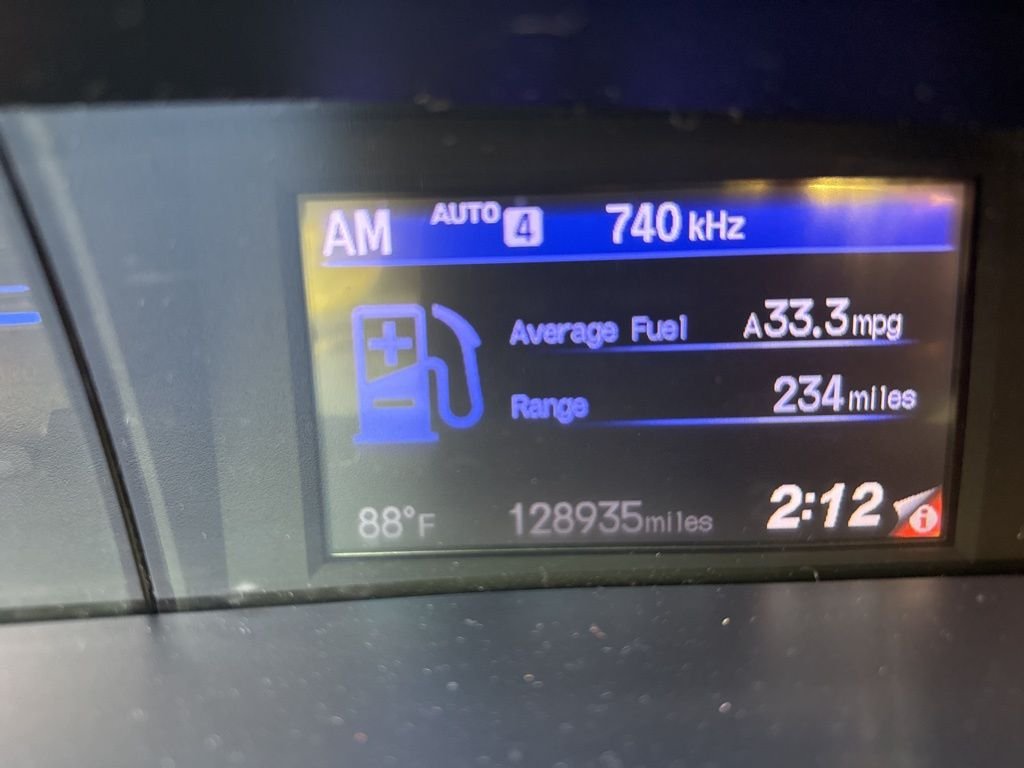 AM AUTO 4 740 kHz
Average Fuel A33.3mpg
Range 234miles
88°F 128935miles 2:12 i